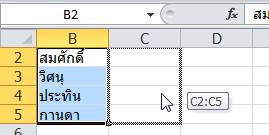 B2 fx สม
B C D
2 สมศักดิ์
3 วิศนุ
4 ประทิน
5 กานดา
C2:C5